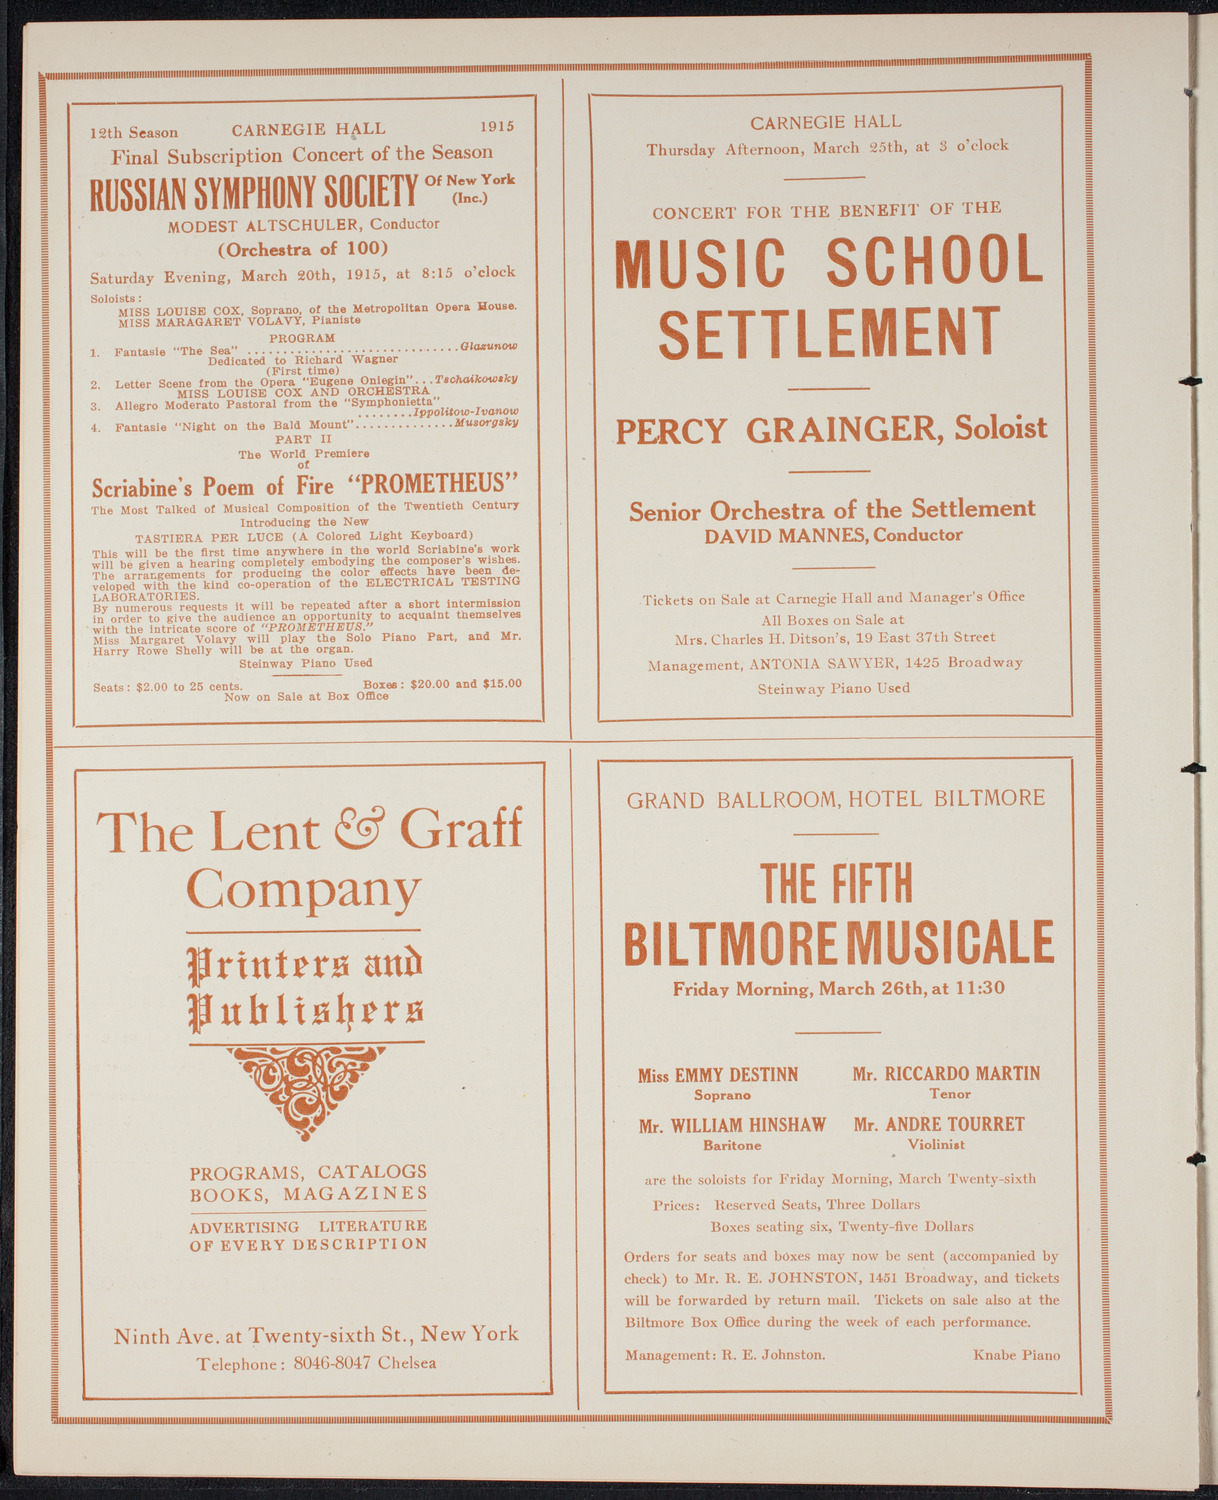 12th Season CARNEGIE HALL 1915
Final Subscription Concert of the Season
RUSSIAN SYMPHONY SOCIETY Of New York (Inc.)
MODEST ALTSCHULER, Conductor
(Orchestra of 100)
Saturday Evening, March 20th, 1915, at 8:15 o'clock
Soloists:
MISS LOUISE COX, Soprano, of the Metropolitan Opera House.
MISS MARAGARET VOLAVY, Pianiste
PROGRAM
1. Fantasie "The Sea" ..............................Glazunow
Dedicated to Richard Wagner
(First time)
2. Letter Scene from the Opera "Eugene Oniegin"...Tschaikowsky
MISS LOUISE COX AND ORCHESTRA
3. Allegro Moderato Pastoral from the "Symphonietta"
........Ippolitow-Ivanow
4. Fantasie "Night on the Bald Mount"..............Musorgsky
PART II
The World Premiere
of
Scriabine's Poem of Fire "PROMETHEUS"
The Most Talked of Musical Composition of the Twentieth Century
Introducing the New
TASTIERA PER LUCE (A Colored Light Keyboard)
This will be the first time anywhere in the world Scriabine's work
will be given a hearing completely embodying the composer's wishes.
The arrangements for producing the color effects have been de-
veloped with the kind co-operation of the ELECTRICAL TESTING
LABORATORIES.
By numerous requests it will be repeated after a short intermission
in order to give the audience an opportunity to acquaint themselves
with the intricate score of "PROMETHEUS."
Miss Margaret Volavy will play the Solo Piano Part, and Mr.
Harry Rowe Shelly will be at the organ.
Steinway Piano Used
Seats: $2.00 to 25 cents. Boxes: $20.00 and $15.00
Now on Sale at Box Office
CARNEGIE HALL
Thursday Afternoon, March 25th, at 3 o'clock
CONCERT FOR THE BENEFIT OF THE
MUSIC SCHOOL
SETTLEMENT
PERCY GRAINGER, Soloist
Senior Orchestra of the Settlement
DAVID MANNES, Conductor
Tickets on Sale at Carnegie Hall and Manager's Office
All Boxes on Sale at
Mrs. Charles H. Ditson's, 19 East 37th Street
Management, ANTONIA SAWYER, 1425 Broadway
Steinway Piano Used
The Lent & Graff
Company
Printers and
Publishers
PROGRAMS, CATALOGS
BOOKS, MAGAZINES
ADVERTISING LITERATURE
OF EVERY DESCRIPTION
Ninth Ave. at Twenty-sixth St., New York
Telephone: 8046-8047 Chelsea
GRAND BALLROOM, HOTEL BILTMORE
THE FIFTH
BILTMORE MUSICALE
Friday Morning, March 26th, at 11:30
Miss EMMY DESTINN Mr. RICCARDO MARTIN
Soprano Tenor
Mr. WILLIAM HINSHAW Mr. ANDRE TOURRET
Baritone Violinist
are the soloists for Friday Morning, March Twenty-sixth
Prices: Reserved Seats, Three Dollars
Boxes seating six, Twenty-five Dollars
Orders for seats and boxes may now be sent (accompanied by
check) to Mr. R. E. JOHNSTON, 1451 Broadway, and tickets
will be forwarded by return mail. Tickets on sale also at the
Biltmore Box Office during the week of each performance.
Management: R. E. Johnston. Knabe Piano